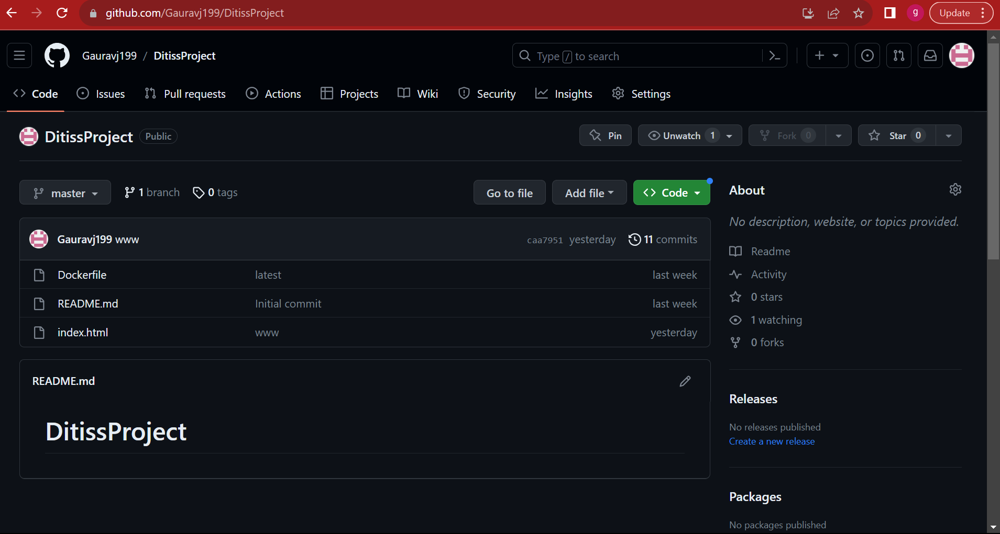 github.com/Gauravj199/DitissProject
g
Update
Gauravj199 / DitissProject
Type / to search
Code Issues Pull requests Actions Projects Wiki Security Insights Settings
DitissProject Public
Pin Unwatch 1 Fork 0 Star 0
master 1 branch 0 tags Go to file Add file Code
Gauravj199 www caa7951 yesterday 11 commits
Dockerfile latest last week
README.md Initial commit last week
index.html www yesterday
README.md
DitissProject
About
No description, website, or topics provided.
Readme
Activity
0 stars
1 watching
0 forks
Releases
No releases published
Create a new release
Packages
No packages published